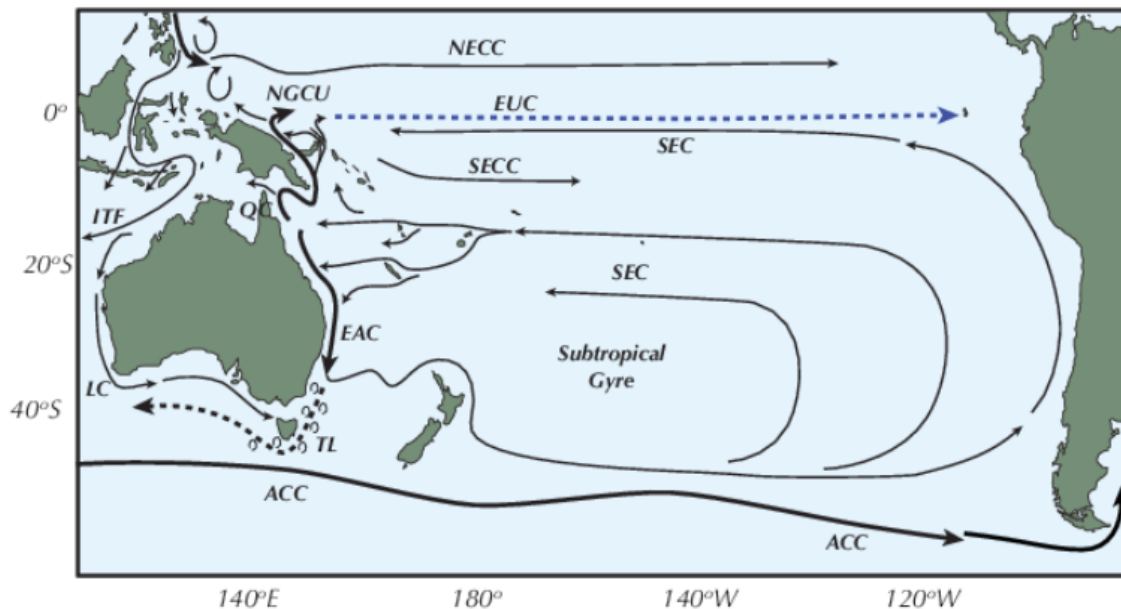 NECC
NGCU
EUC
0°
SEC
SECC
QC
ITF
20°S
SEC
EAC
Subtropical
Gyre
LC
40°S
TL
ACC
ACC
140°E
180°
140°W
120°W